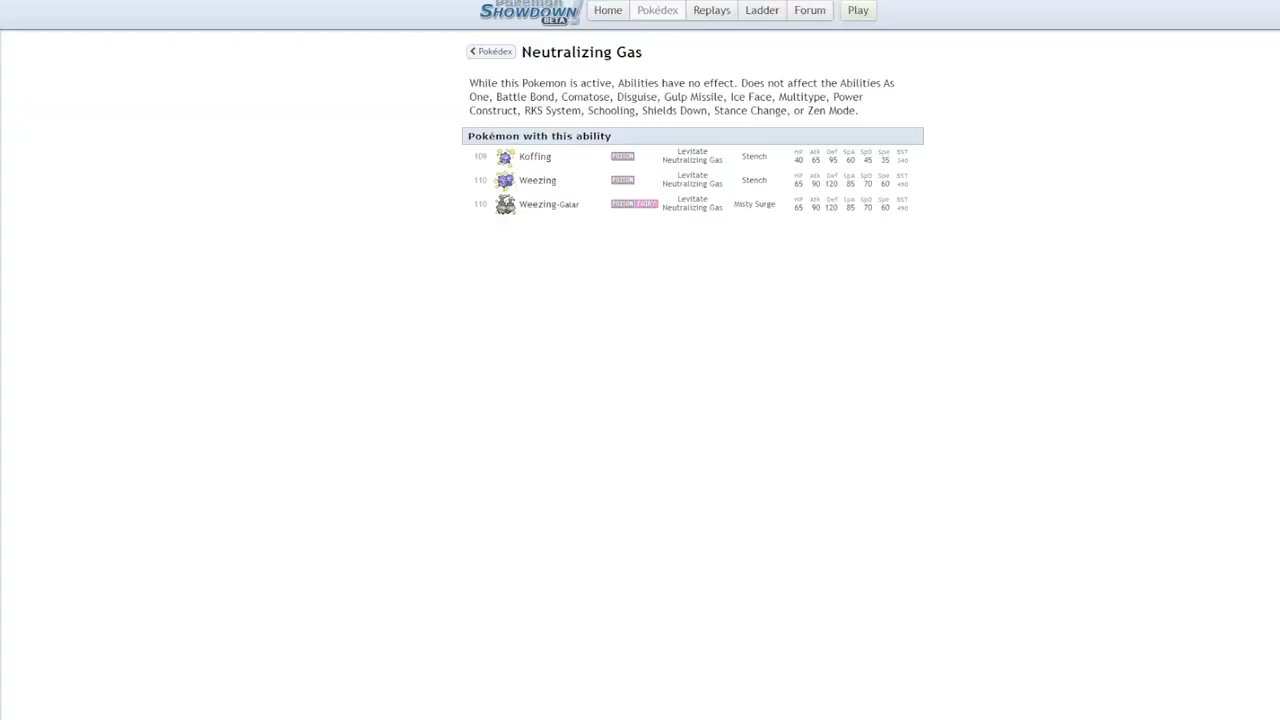 Pokémon
SHOWDOWN
BETA
Home Pokédex Replays Ladder Forum Play
Pokédex Neutralizing Gas
While this Pokemon is active, Abilities have no effect. Does not affect the Abilities As
One, Battle Bond, Comatose, Disguise, Gulp Missile, Ice Face, Multitype, Power
Construct, RKS System, Schooling, Shields Down, Stance Change, or Zen Mode.
Pokémon with this ability
109 Koffing POISON Levitate Neutralizing Gas Stench HP 40 Atk 65 Def 95 SpA 60 SpD 45 Spe 35 BST 340
110 Weezing POISON Levitate Neutralizing Gas Stench HP 65 Atk 90 Def 120 SpA 85 SpD 70 Spe 60 BST 490
110 Weezing-Galar POISON FAIRY Levitate Neutralizing Gas Misty Surge HP 65 Atk 90 Def 120 SpA 85 SpD 70 Spe 60 BST 490